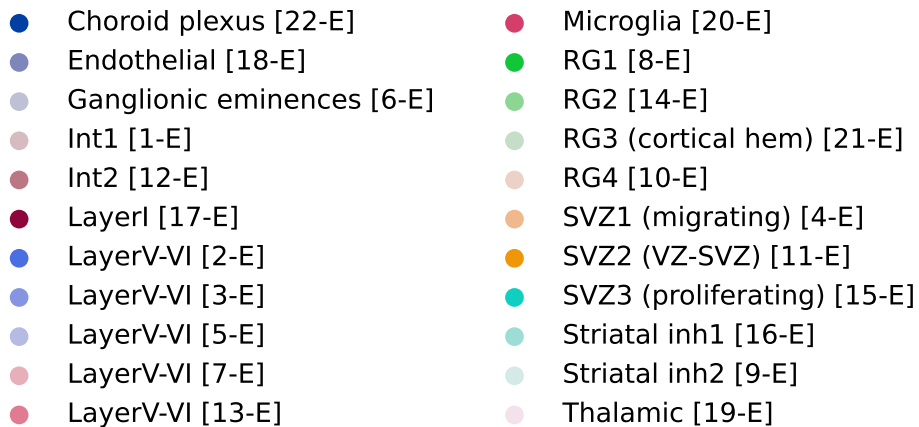 Choroid plexus [22-E]
Endothelial [18-E]
Ganglionic eminences [6-E]
Int1 [1-E]
Int2 [12-E]
LayerI [17-E]
LayerV-VI [2-E]
LayerV-VI [3-E]
LayerV-VI [5-E]
LayerV-VI [7-E]
LayerV-VI [13-E]
Microglia [20-E]
RG1 [8-E]
RG2 [14-E]
RG3 (cortical hem) [21-E]
RG4 [10-E]
SVZ1 (migrating) [4-E]
SVZ2 (VZ-SVZ) [11-E]
SVZ3 (proliferating) [15-E]
Striatal inh1 [16-E]
Striatal inh2 [9-E]
Thalamic [19-E]